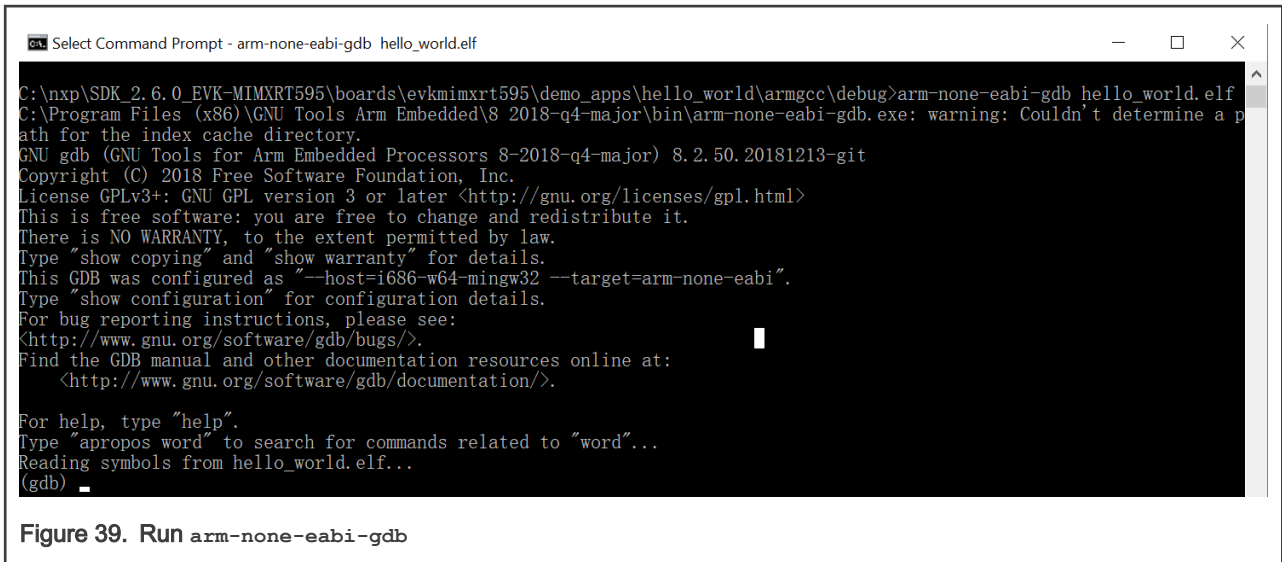 Select Command Prompt - arm-none-eabi-gdb hello_world.elf
C:\nxp\SDK_2.6.0_EVK-MIMXRT595\boards\evkmimxrt595\demo_apps\hello_world\armgcc\debug>arm-none-eabi-gdb hello_world.elf
C:\Program Files (x86)\GNU Tools Arm Embedded\8 2018-q4-major\bin\arm-none-eabi-gdb.exe: warning: Couldn't determine a p
ath for the index cache directory.
GNU gdb (GNU Tools for Arm Embedded Processors 8-2018-q4-major) 8.2.50.20181213-git
Copyright (C) 2018 Free Software Foundation, Inc.
License GPLv3+: GNU GPL version 3 or later <http://gnu.org/licenses/gpl.html>
This is free software: you are free to change and redistribute it.
There is NO WARRANTY, to the extent permitted by law.
Type "show copying" and "show warranty" for details.
This GDB was configured as "--host=i686-w64-mingw32 --target=arm-none-eabi".
Type "show configuration" for configuration details.
For bug reporting instructions, please see:
<http://www.gnu.org/software/gdb/bugs/>.
Find the GDB manual and other documentation resources online at:
    <http://www.gnu.org/software/gdb/documentation/>.
For help, type "help".
Type "apropos word" to search for commands related to "word"...
Reading symbols from hello_world.elf...
(gdb)
Figure 39. Run arm-none-eabi-gdb